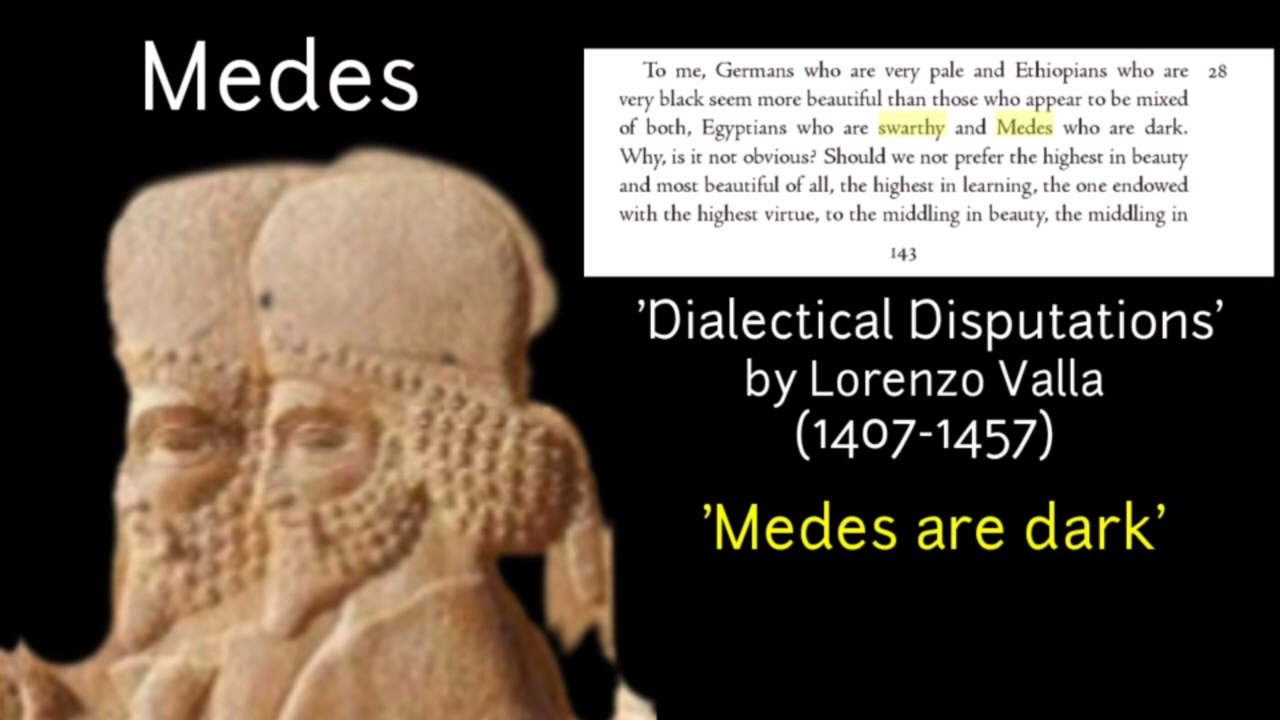 Medes
To me, Germans who are very pale and Ethiopians who are 28
very black seem more beautiful than those who appear to be mixed
of both, Egyptians who are swarthy and Medes who are dark.
Why, is it not obvious? Should we not prefer the highest in beauty
and most beautiful of all, the highest in learning, the one endowed
with the highest virtue, to the middling in beauty, the middling in
143
'Dialectical Disputations'
by Lorenzo Valla
(1407-1457)
'Medes are dark'